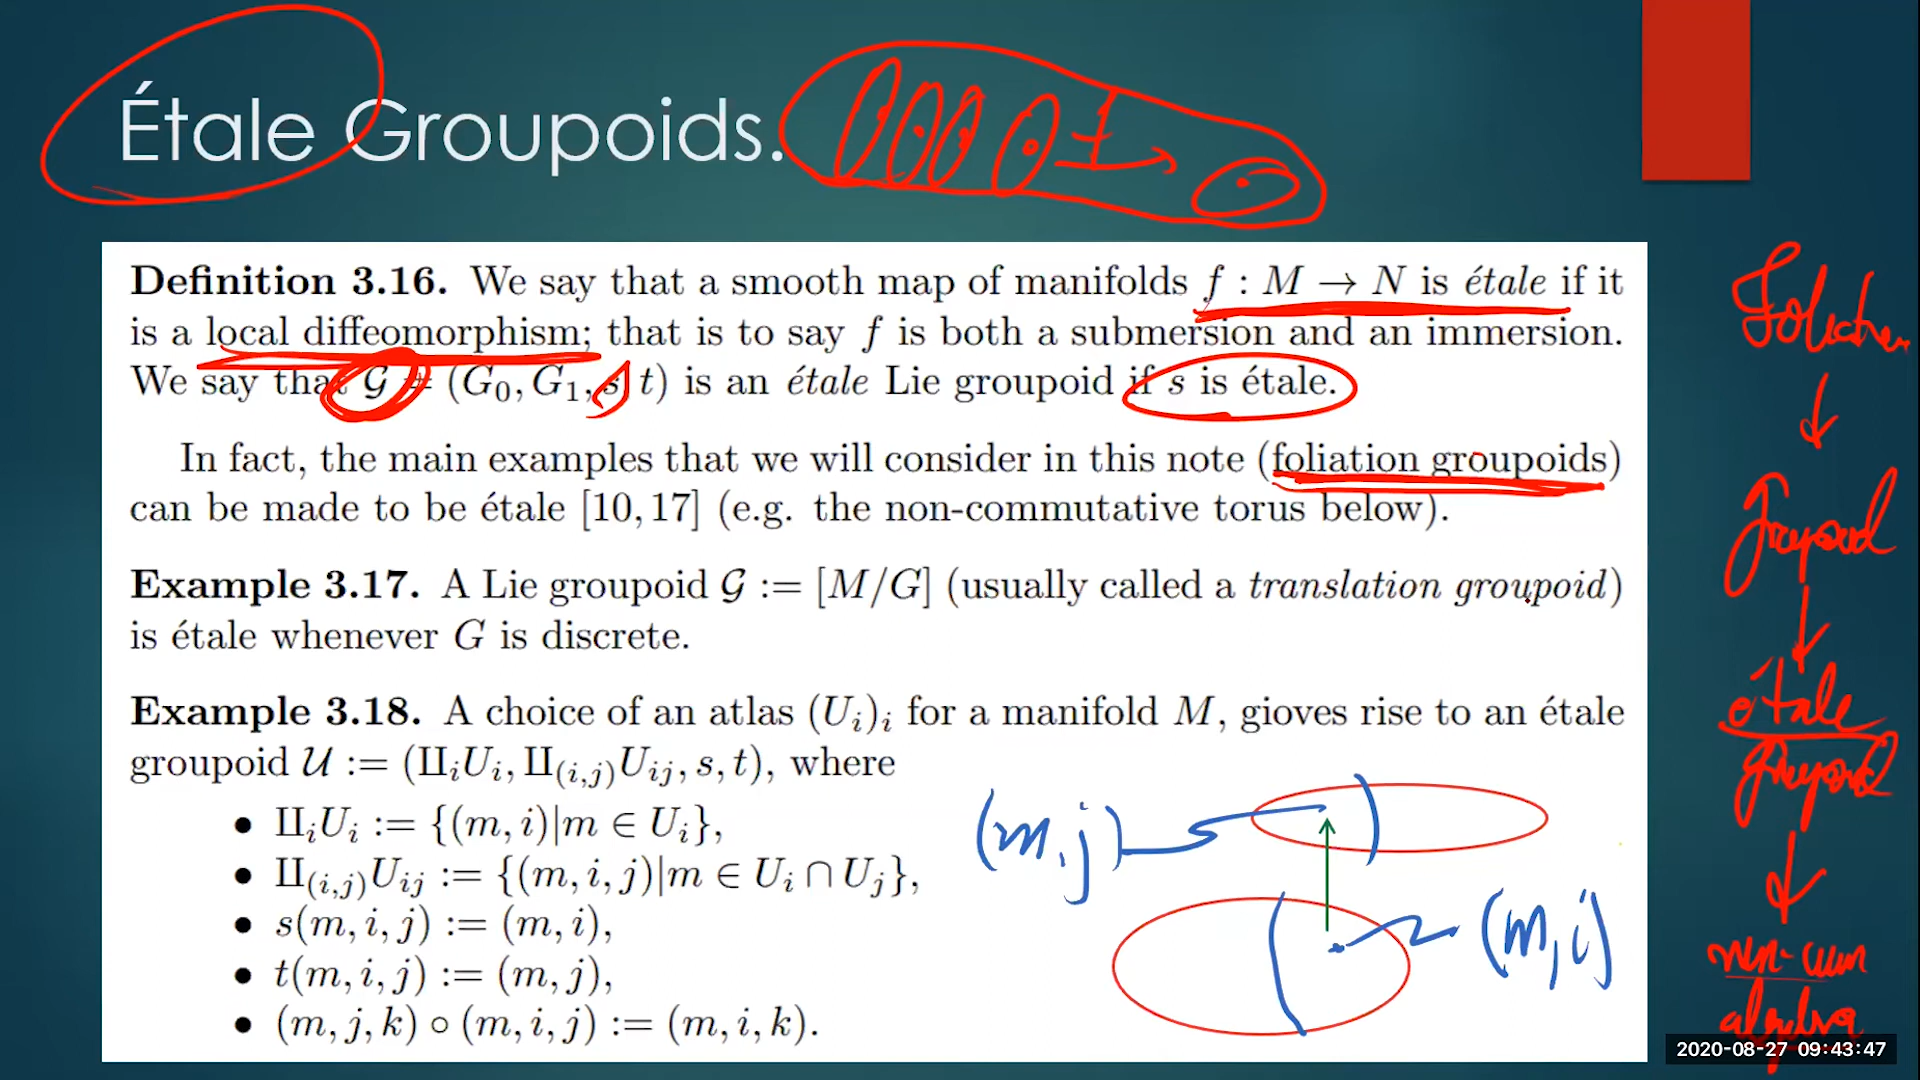 Étale Groupoids.
Definition 3.16. We say that a smooth map of manifolds f : M → N is étale if it
is a local diffeomorphism; that is to say f is both a submersion and an immersion.
We say that 𝒢 = (G₀, G₁, s, t) is an étale Lie groupoid if s is étale.
In fact, the main examples that we will consider in this note (foliation groupoids)
can be made to be étale [10, 17] (e.g. the non-commutative torus below).
Example 3.17. A Lie groupoid 𝒢 := [M/G] (usually called a translation groupoid)
is étale whenever G is discrete.
Example 3.18. A choice of an atlas (Uᵢ)ᵢ for a manifold M, gioves rise to an étale
groupoid 𝒰 := (∐ᵢUᵢ, ∐₍ᵢ,ⱼ₎Uᵢⱼ, s, t), where
• ∐ᵢUᵢ := {(m, i)|m ∈ Uᵢ},
• ∐₍ᵢ,ⱼ₎Uᵢⱼ := {(m, i, j)|m ∈ Uᵢ ∩ Uⱼ},
• s(m, i, j) := (m, i),
• t(m, i, j) := (m, j),
• (m, j, k) ∘ (m, i, j) := (m, i, k).
(m, j)
(m, i)
Foliation
↓
groupoid
↓
étale
groupoid
↓
non-comm
algebra
2020-08-27 09:43:47